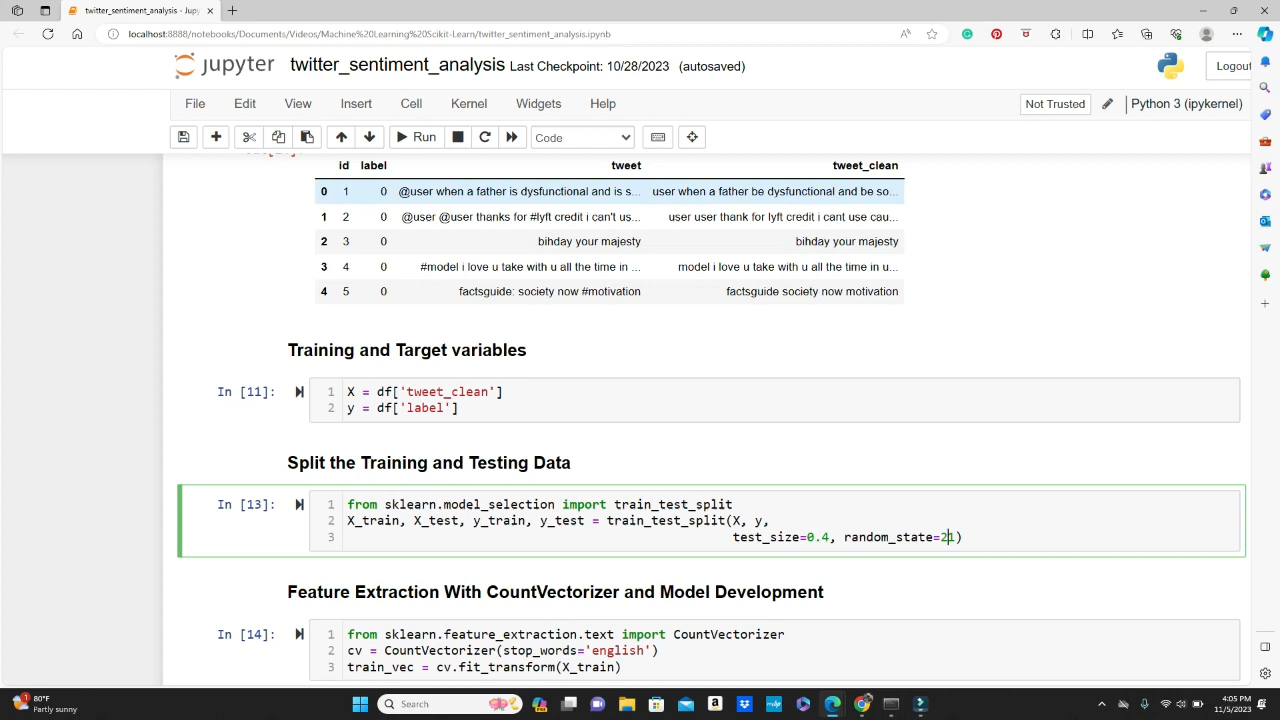 twitter_sentiment_analysis - Jupy
localhost:8888/notebooks/Documents/Videos/Machine%20Learning%20Scikit-Learn/twitter_sentiment_analysis.ipynb
jupyter twitter_sentiment_analysis Last Checkpoint: 10/28/2023 (autosaved)
Logout
File Edit View Insert Cell Kernel Widgets Help
Not Trusted Python 3 (ipykernel)
Run Code
id label tweet tweet_clean
0 1 0 @user when a father is dysfunctional and is s... user when a father be dysfunctional and be so...
1 2 0 @user @user thanks for #lyft credit i can't us... user user thank for lyft credit i cant use cau...
2 3 0 bihday your majesty bihday your majesty
3 4 0 #model i love u take with u all the time in ... model i love u take with u all the time in u...
4 5 0 factsguide: society now #motivation factsguide society now motivation
Training and Target variables
In [11]: 1 X = df['tweet_clean']
2 y = df['label']
Split the Training and Testing Data
In [13]: 1 from sklearn.model_selection import train_test_split
2 X_train, X_test, y_train, y_test = train_test_split(X, y,
3 test_size=0.4, random_state=21)
Feature Extraction With CountVectorizer and Model Development
In [14]: 1 from sklearn.feature_extraction.text import CountVectorizer
2 cv = CountVectorizer(stop_words='english')
3 train_vec = cv.fit_transform(X_train)
1 80°F
Partly sunny
Search
4:05 PM
11/5/2023